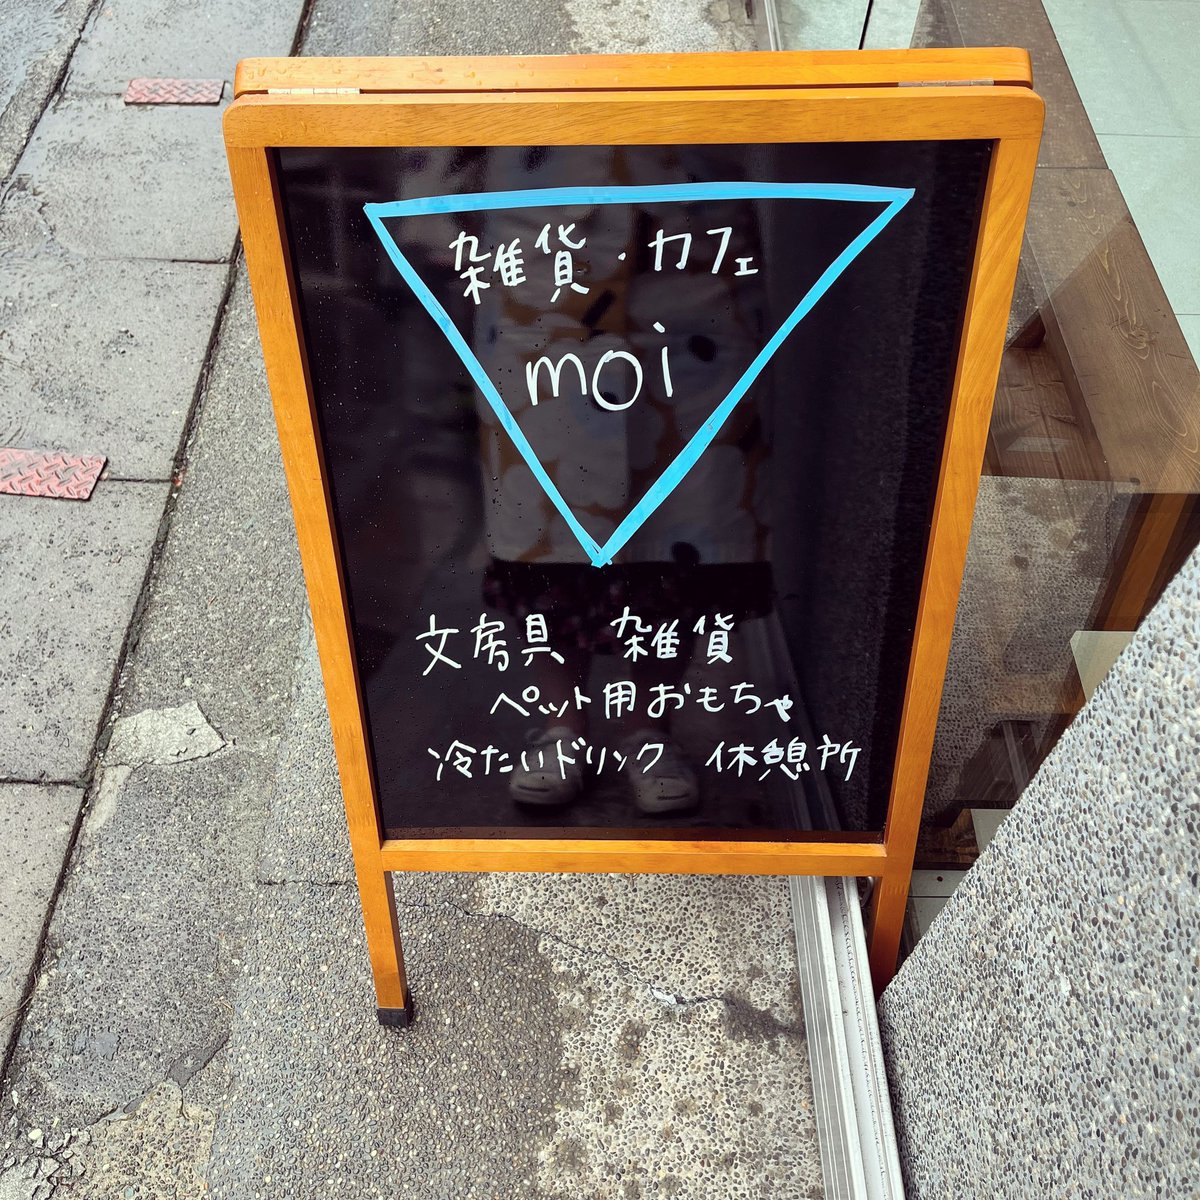 雑貨・カフェ
moi
文房具 雑貨
ペット用おもちゃ
冷たいドリンク 休憩所